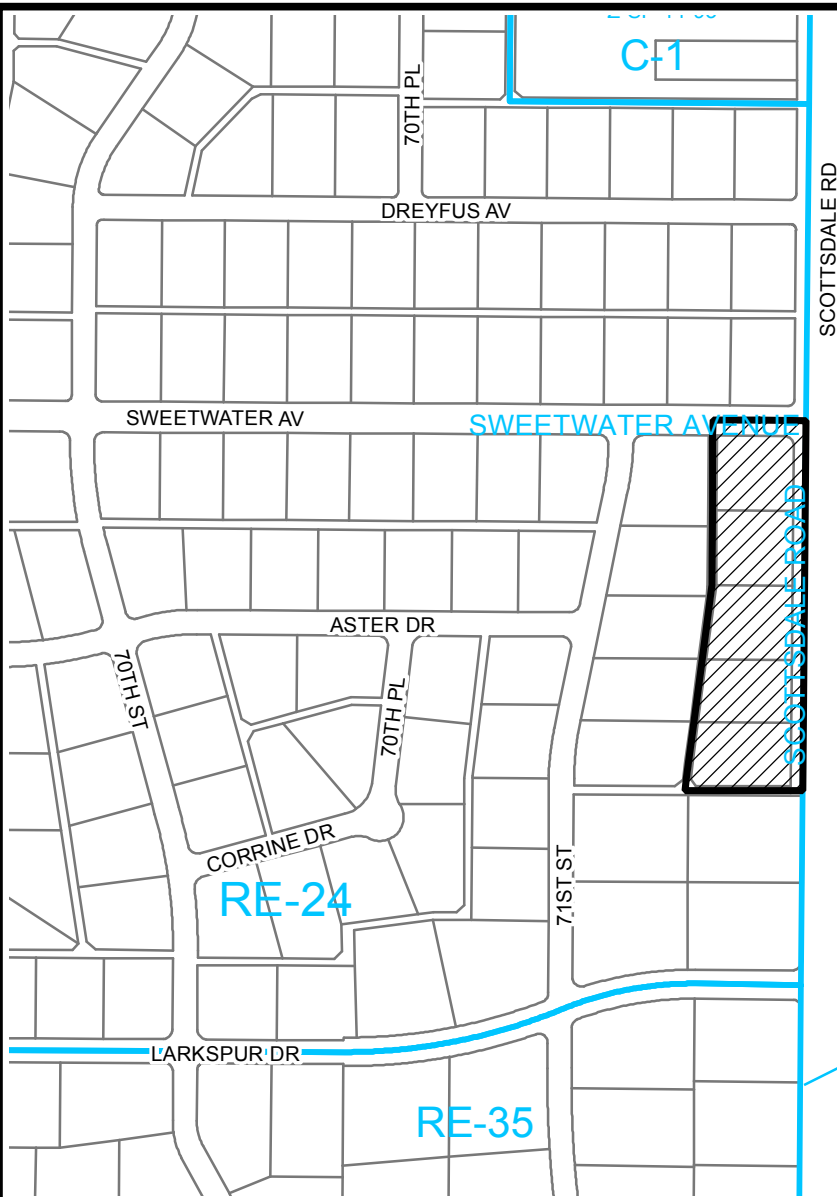 C-1
70TH PL
SCOTTSDALE RD
DREYFUS AV
SWEETWATER AV
SWEETWATER AVENUE
SCOTTSDALE ROAD
ASTER DR
70TH ST
70TH PL
CORRINE DR
RE-24
71ST ST
LARKSPUR DR
RE-35